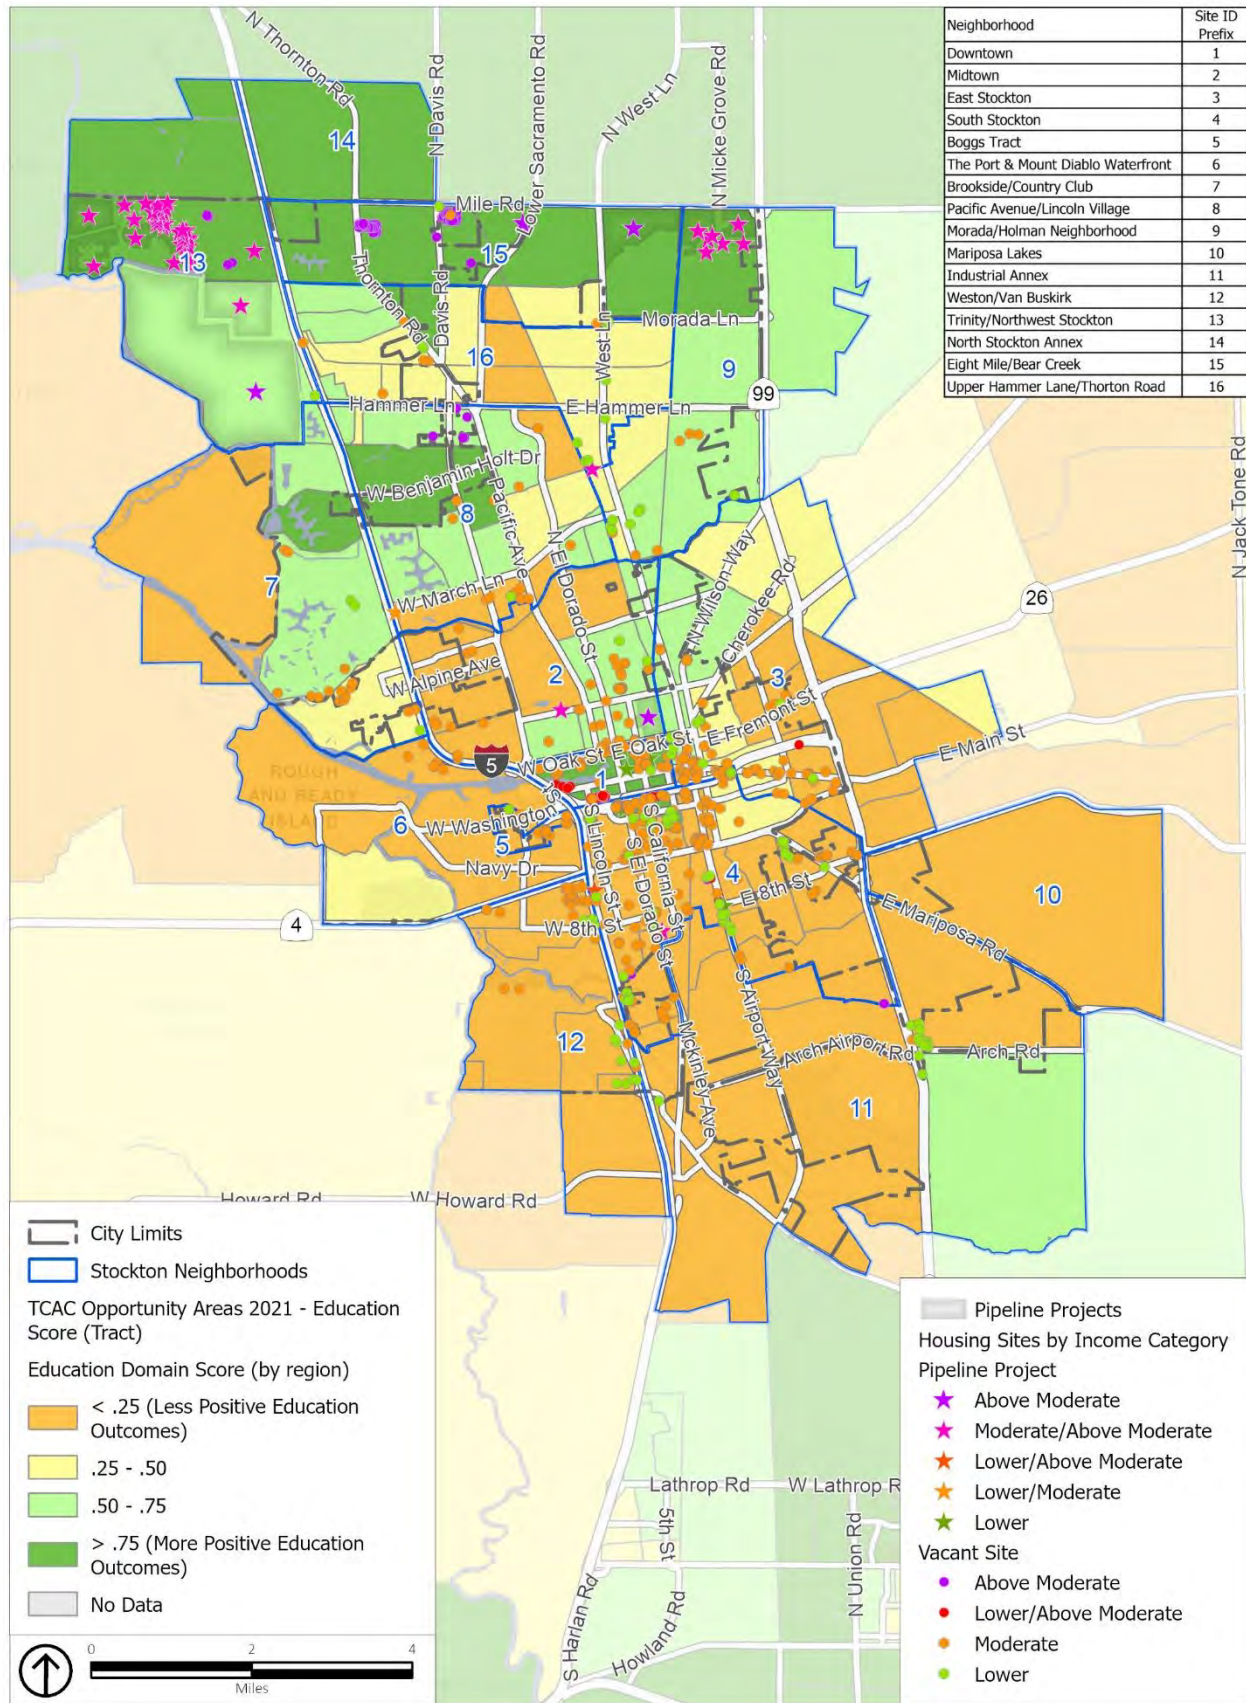 Neighborhood Site ID Prefix
Downtown 1
Midtown 2
East Stockton 3
South Stockton 4
Boggs Tract 5
The Port & Mount Diablo Waterfront 6
Brookside/Country Club 7
Pacific Avenue/Lincoln Village 8
Morada/Holman Neighborhood 9
Mariposa Lakes 10
Industrial Annex 11
Weston/Van Buskirk 12
Trinity/Northwest Stockton 13
North Stockton Annex 14
Eight Mile/Bear Creek 15
Upper Hammer Lane/Thorton Road 16
N Thornton Rd
N Davis Rd
Lower Sacramento Rd
N West Ln
N Micke Grove Rd
14
Mile Rd
13
15
Thornton Rd
Davis Rd
West Ln
Morada Ln
16
9
99
Hammer Ln
E Hammer Ln
W Benjamin Holt Dr
Pacific Ave
8
N El Dorado St
N Wilson Way
Cherokee Rd
N Jack Tone Rd
7
W March Ln
26
W Alpine Ave
2
3
E Fremont St
W Oak St
E Oak St
E Main St
5
ROUGH
AND READY
ISLAND
1
6
W Washington St
5
S Lincoln St
S El Dorado St
S California St
Navy Dr
4
E 8th St
10
4
W 8th St
E Mariposa Rd
S Airport Way
12
Mckinley Ave
Arch Airport Rd
Arch Rd
11
Howard Rd
W Howard Rd
City Limits
Stockton Neighborhoods
TCAC Opportunity Areas 2021 - Education
Score (Tract)
Education Domain Score (by region)
< .25 (Less Positive Education
Outcomes)
.25 - .50
.50 - .75
> .75 (More Positive Education
Outcomes)
No Data
0 2 4
Miles
Pipeline Projects
Housing Sites by Income Category
Pipeline Project
Above Moderate
Moderate/Above Moderate
Lower/Above Moderate
Lower/Moderate
Lower
Vacant Site
Above Moderate
Lower/Above Moderate
Moderate
Lower
Lathrop Rd
W Lathrop R
5th St
N Union Rd
S Harlan Rd
Howland Rd